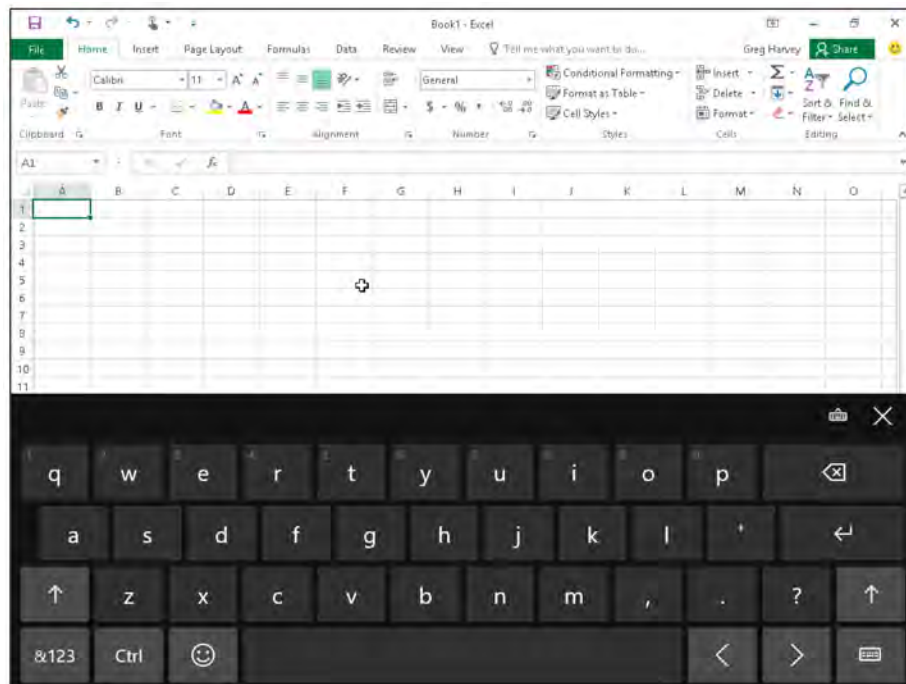 Book1 - Excel
File Home Insert Page Layout Formulas Data Review View Tell me what you want to do... Greg Harvey Share
Calibri 11 A A General Conditional Formatting Insert Σ A Z
Paste B I U A $ % , Format as Table Delete Sort & Find &
Cell Styles Format Filter Select
Clipboard Font Alignment Number Styles Cells Editing
A1 fx
A B C D E F G H I J K L M N O
1
2
3
4
5
6
7
8
9
10
11
q w e r t y u i o p
a s d f g h j k l '
z x c v b n m , . ?
&123 Ctrl